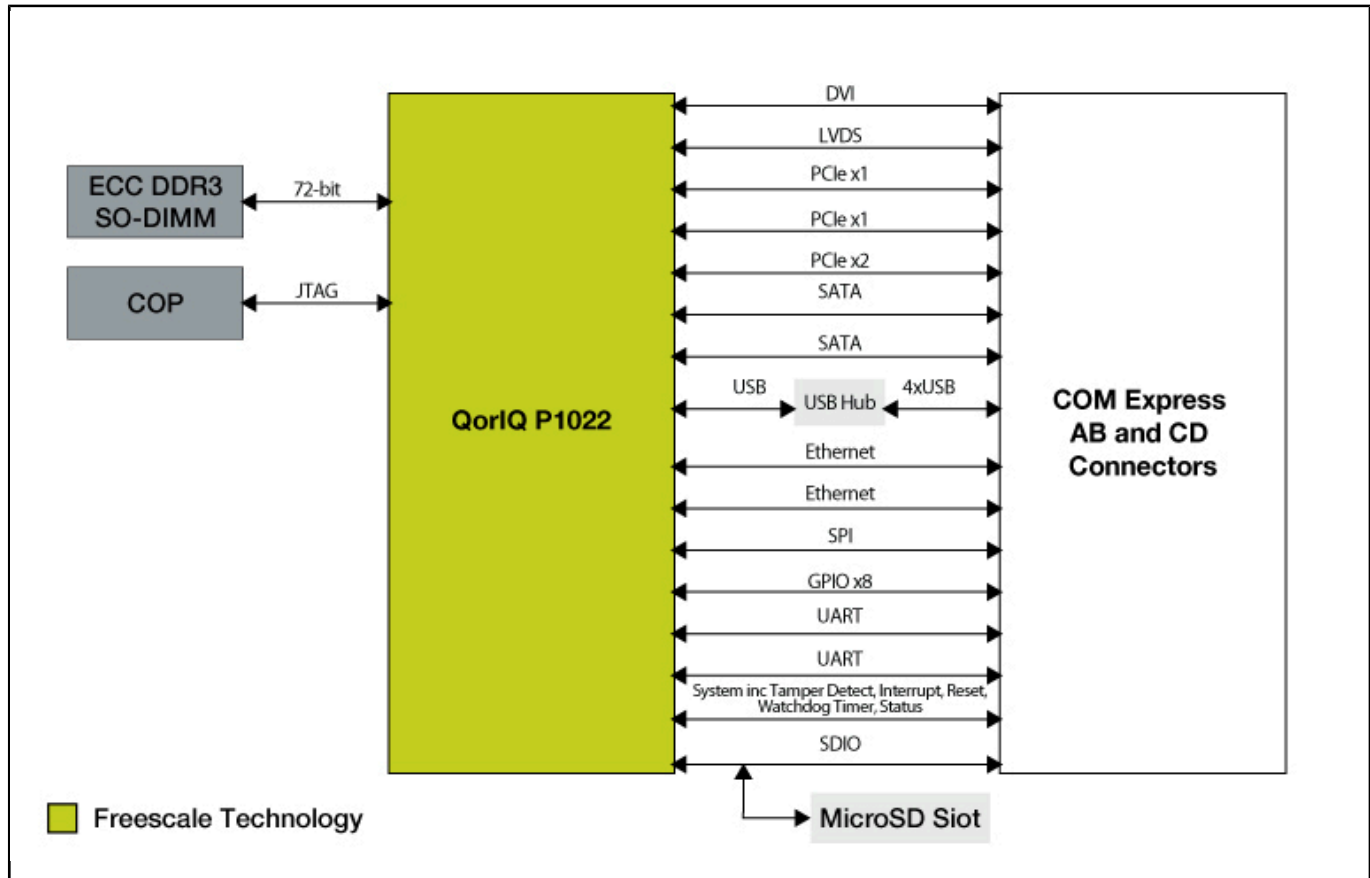 DVI
LVDS
PCIe x1
PCIe x1
PCIe x2
SATA
SATA
USB
USB Hub
4xUSB
Ethernet
Ethernet
SPI
GPIO x8
UART
UART
System inc Tamper Detect, Interrupt, Reset,
Watchdog Timer, Status
SDIO
ECC DDR3
SO-DIMM
72-bit
COP
JTAG
QorIQ P1022
COM Express
AB and CD
Connectors
MicroSD Siot
Freescale Technology